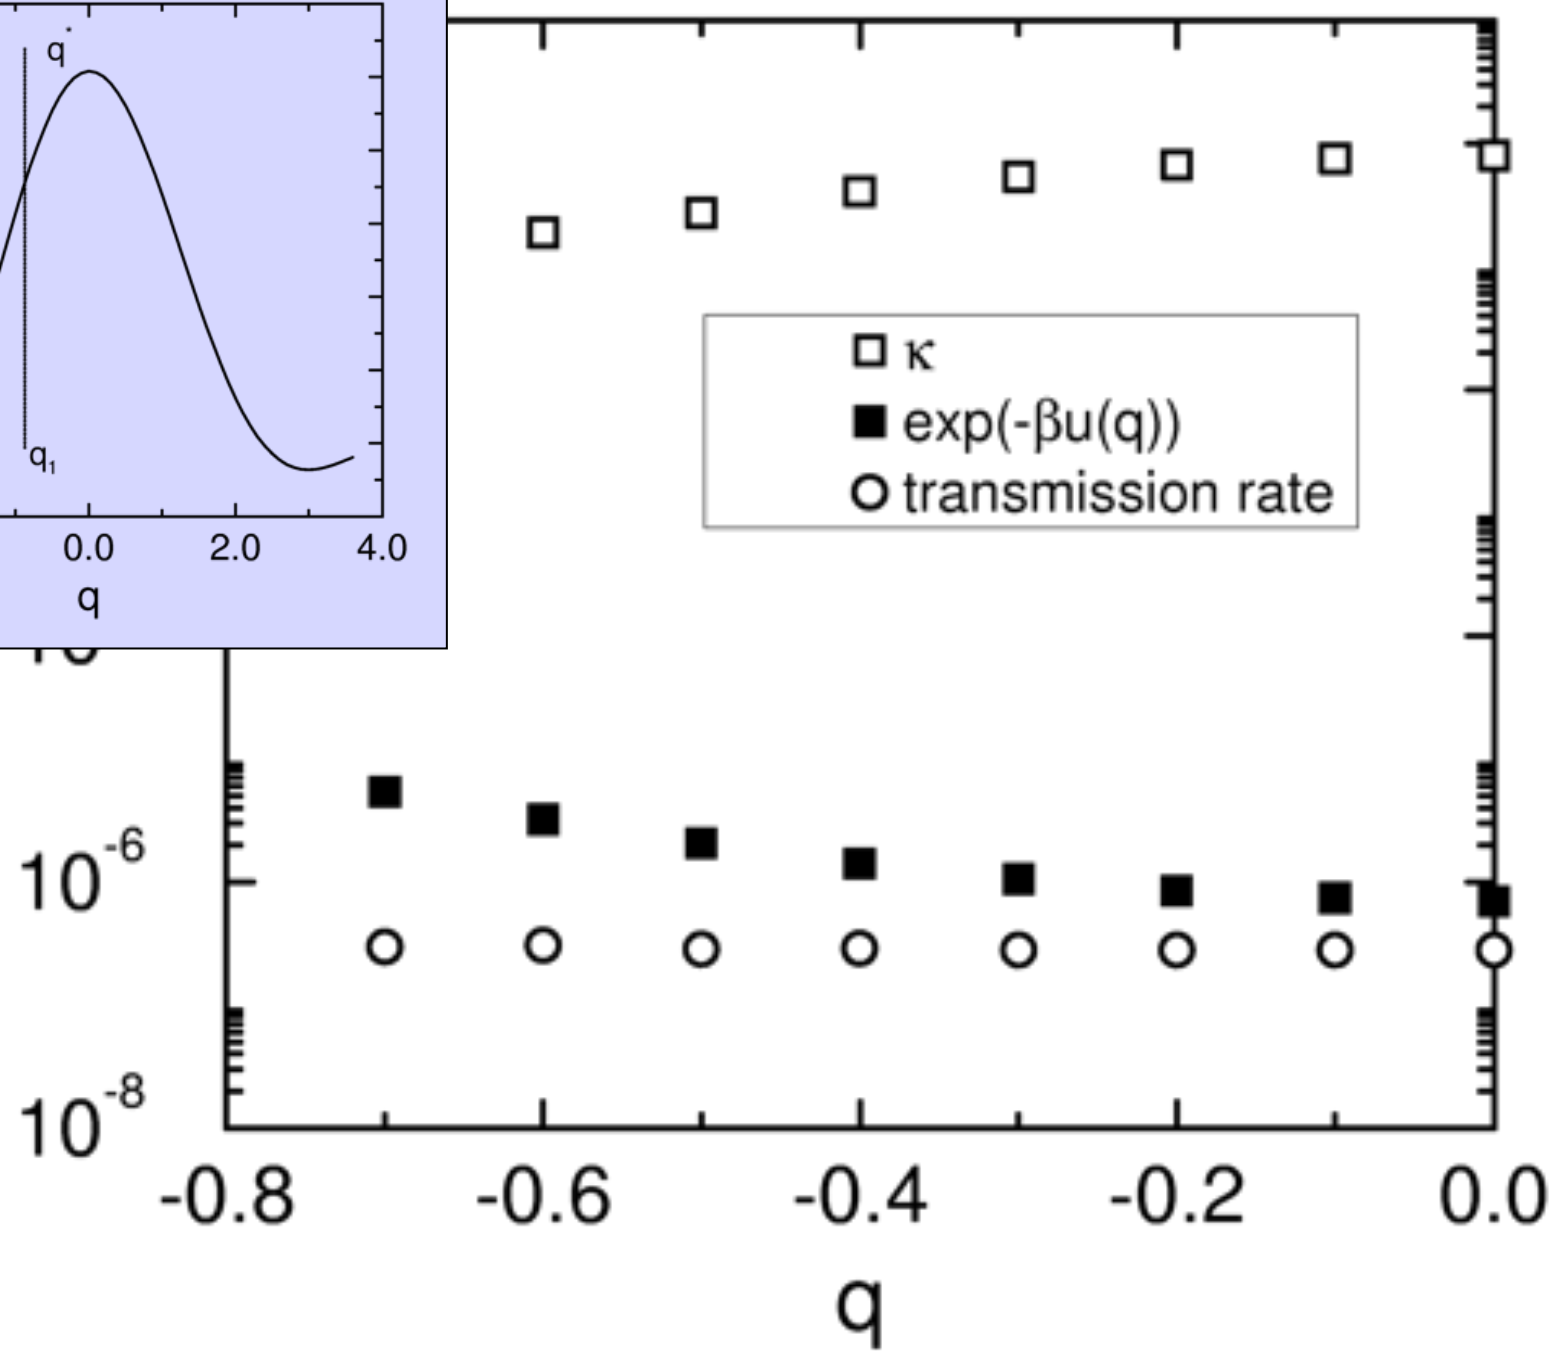 q*
q₁
0.0 2.0 4.0
q
κ
exp(-βu(q))
transmission rate
10⁻⁶
10⁻⁸
-0.8 -0.6 -0.4 -0.2 0.0
q